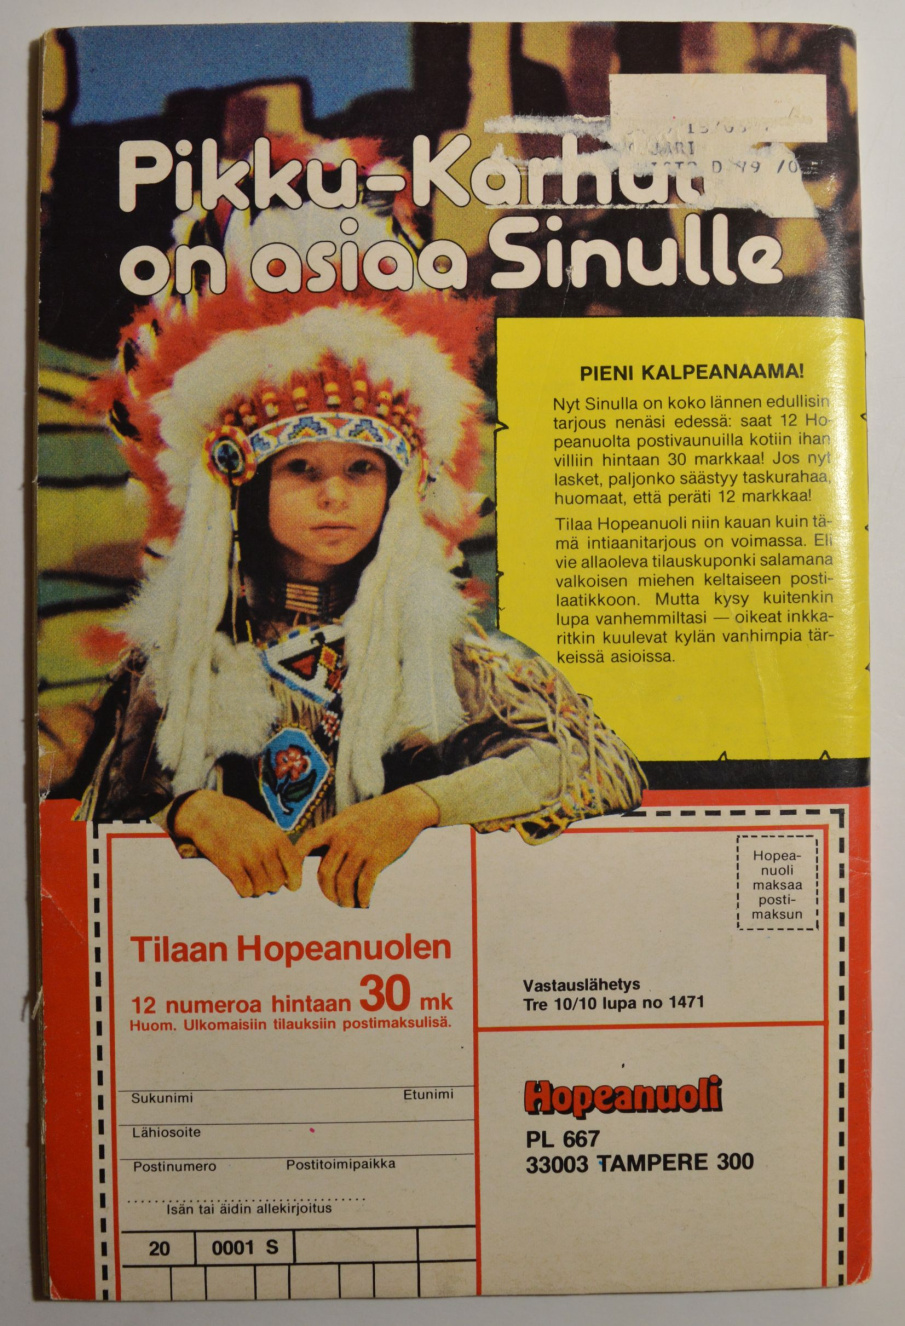 Pikku-Karhul
on asiaa Sinulle
PIENI KALPEANAAMA!
Nyt Sinulla on koko lännen edullisin
tarjous nenäsi edessä: saat 12 Ho-
peanuolta postivaunuilla kotiin ihan
villiin hintaan 30 markkaa! Jos nyt
lasket, paljonko säästyy taskurahaa,
huomaat, että peräti 12 markkaa!
Tilaa Hopeanuoli niin kauan kuin tä-
mä intiaanitarjous on voimassa. Eli
vie allaoleva tilauskuponki salamana
valkoisen miehen keltaiseen posti-
laatikkoon. Mutta kysy kuitenkin
lupa vanhemmiltasi — oikeat inkka-
ritkin kuulevat kylän vanhimpia tär-
keissä asioissa.
Hopea-
nuoli
maksaa
posti-
maksun
Tilaan Hopeanuolen
12 numeroa hintaan 30 mk
Huom. Ulkomaisiin tilauksiin postimaksulisä.
Sukunimi Etunimi
Lähiosoite
Postinumero Postitoimipaikka
Isän tai äidin allekirjoitus
20 0001 S
Vastauslähetys
Tre 10/10 lupa no 1471
Hopeanuoli
PL 667
33003 TAMPERE 300